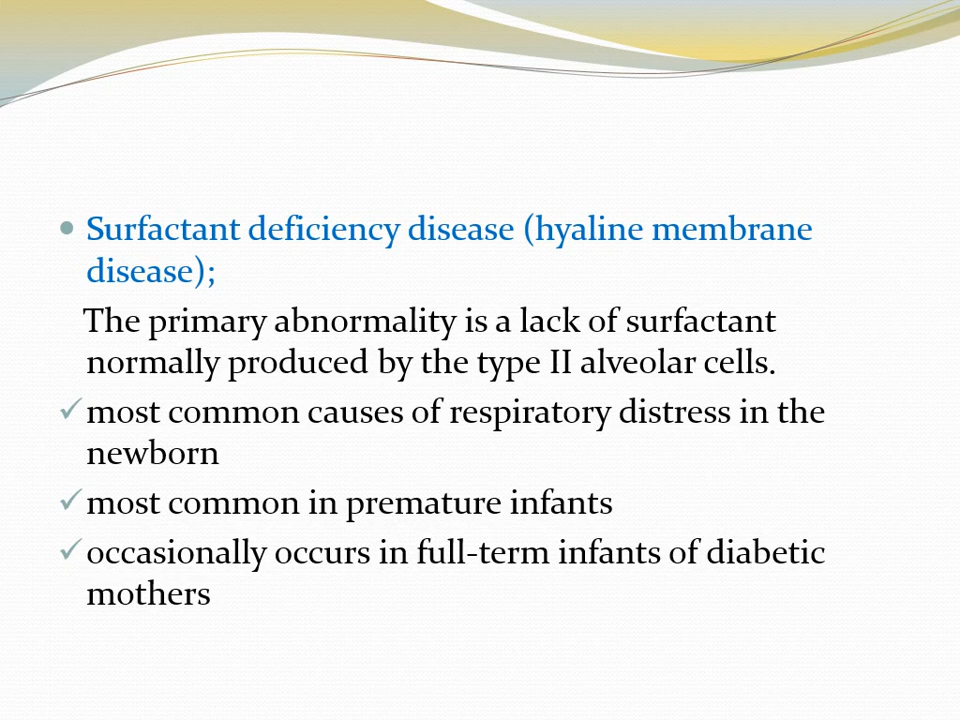 Surfactant deficiency disease (hyaline membrane
disease);
The primary abnormality is a lack of surfactant
normally produced by the type II alveolar cells.
most common causes of respiratory distress in the
newborn
most common in premature infants
occasionally occurs in full-term infants of diabetic
mothers